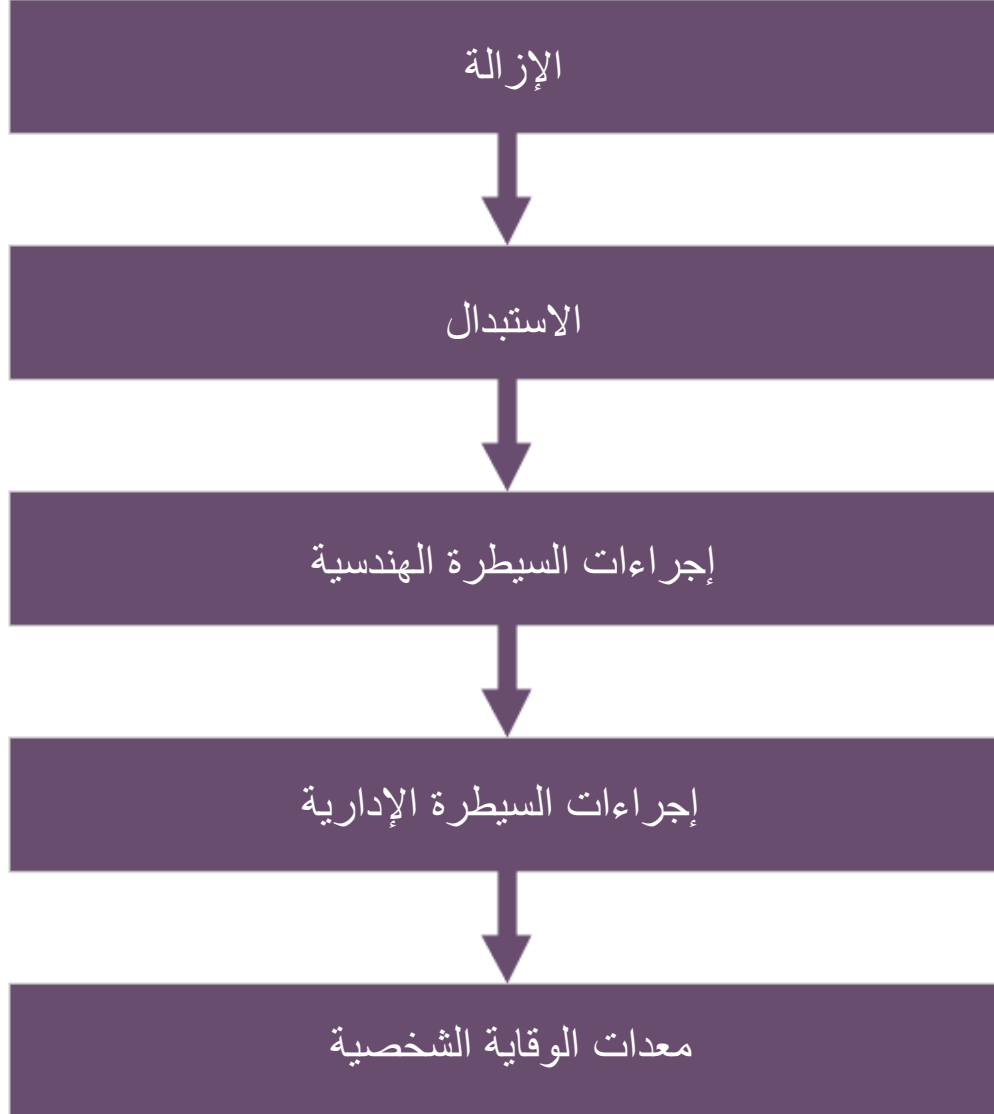 الإزالة
الاستبدال
إجراءات السيطرة الهندسية
إجراءات السيطرة الإدارية
معدات الوقاية الشخصية